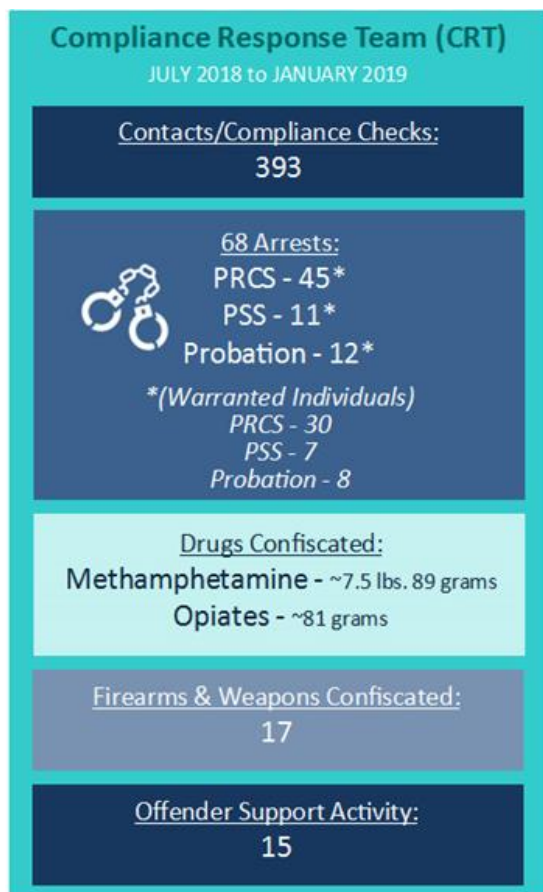 Compliance Response Team (CRT)
JULY 2018 to JANUARY 2019
Contacts/Compliance Checks:
393
68 Arrests:
PRCS - 45*
PSS - 11*
Probation - 12*
*(Warranted Individuals)
PRCS - 30
PSS - 7
Probation - 8
Drugs Confiscated:
Methamphetamine - ~7.5 lbs. 89 grams
Opiates - ~81 grams
Firearms & Weapons Confiscated:
17
Offender Support Activity:
15